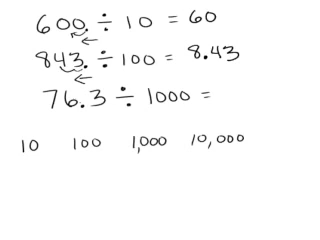 600. ÷ 10 = 60
843. ÷ 100 = 8.43
76.3 ÷ 1000 =
10 100 1,000 10,000